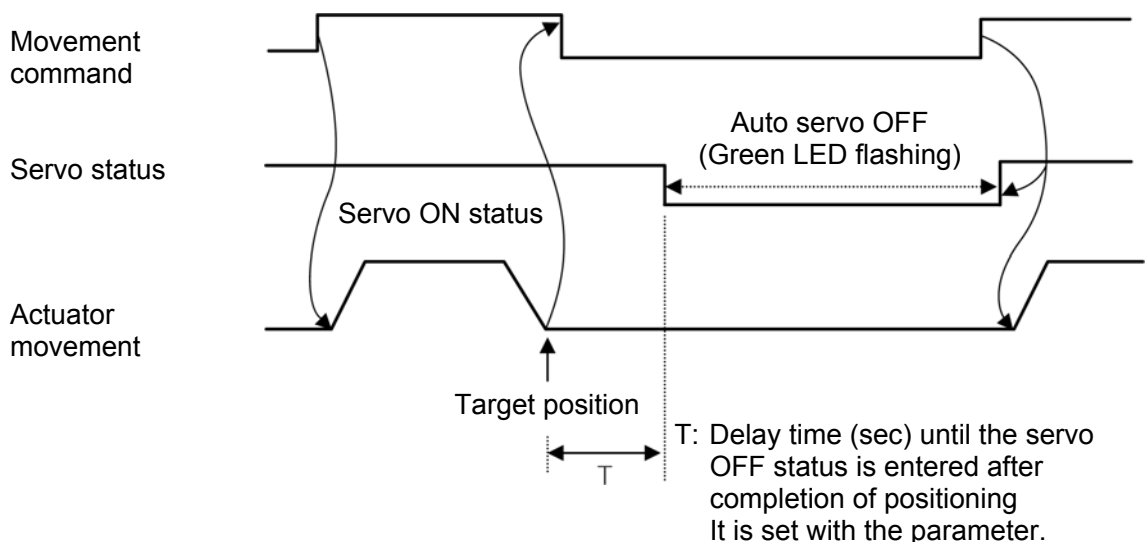 Movement
command
Auto servo OFF
(Green LED flashing)
Servo status
Servo ON status
Actuator
movement
Target position
T
T: Delay time (sec) until the servo
OFF status is entered after
completion of positioning
It is set with the parameter.